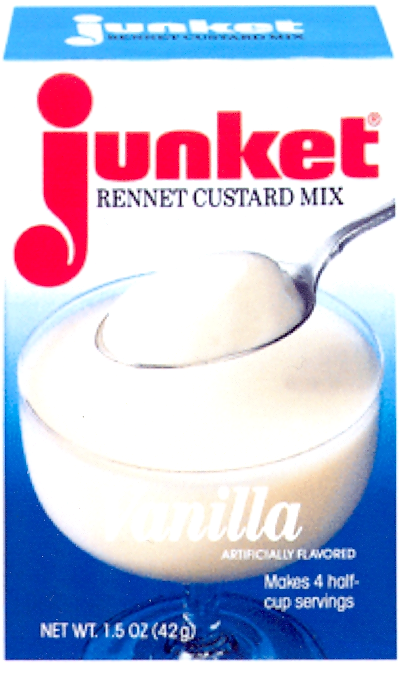 junket
RENNET CUSTARD MIX
junket®
RENNET CUSTARD MIX
Vanilla
ARTIFICIALLY FLAVORED
Makes 4 half-
cup servings
NET WT. 1.5 OZ (42g)